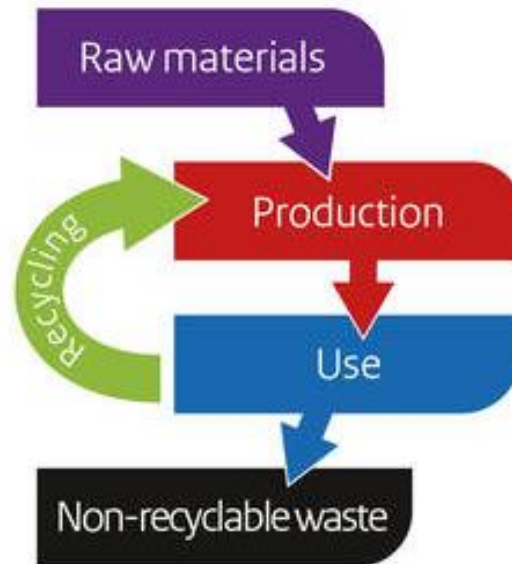 Raw materials
Production
Recycling
Use
Non-recyclable waste